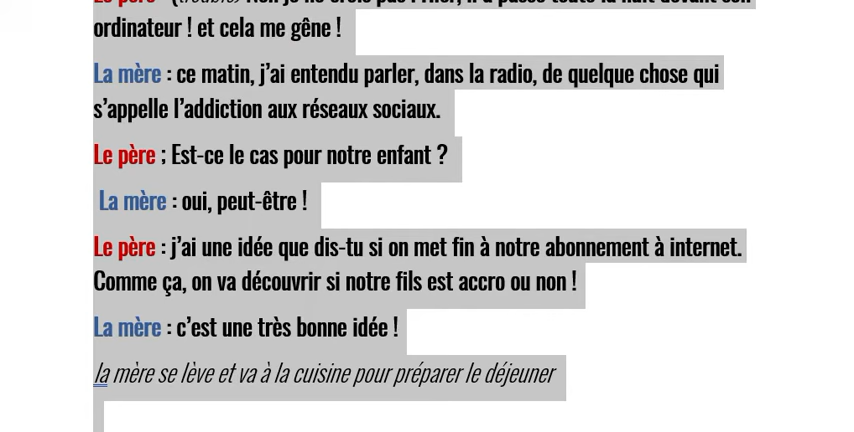 ordinateur ! et cela me gêne !
La mère : ce matin, j'ai entendu parler, dans la radio, de quelque chose qui
s'appelle l'addiction aux réseaux sociaux.
Le père ; Est-ce le cas pour notre enfant ?
La mère : oui, peut-être !
Le père : j'ai une idée que dis-tu si on met fin à notre abonnement à internet.
Comme ça, on va découvrir si notre fils est accro ou non !
La mère : c'est une très bonne idée !
la mère se lève et va à la cuisine pour préparer le déjeuner